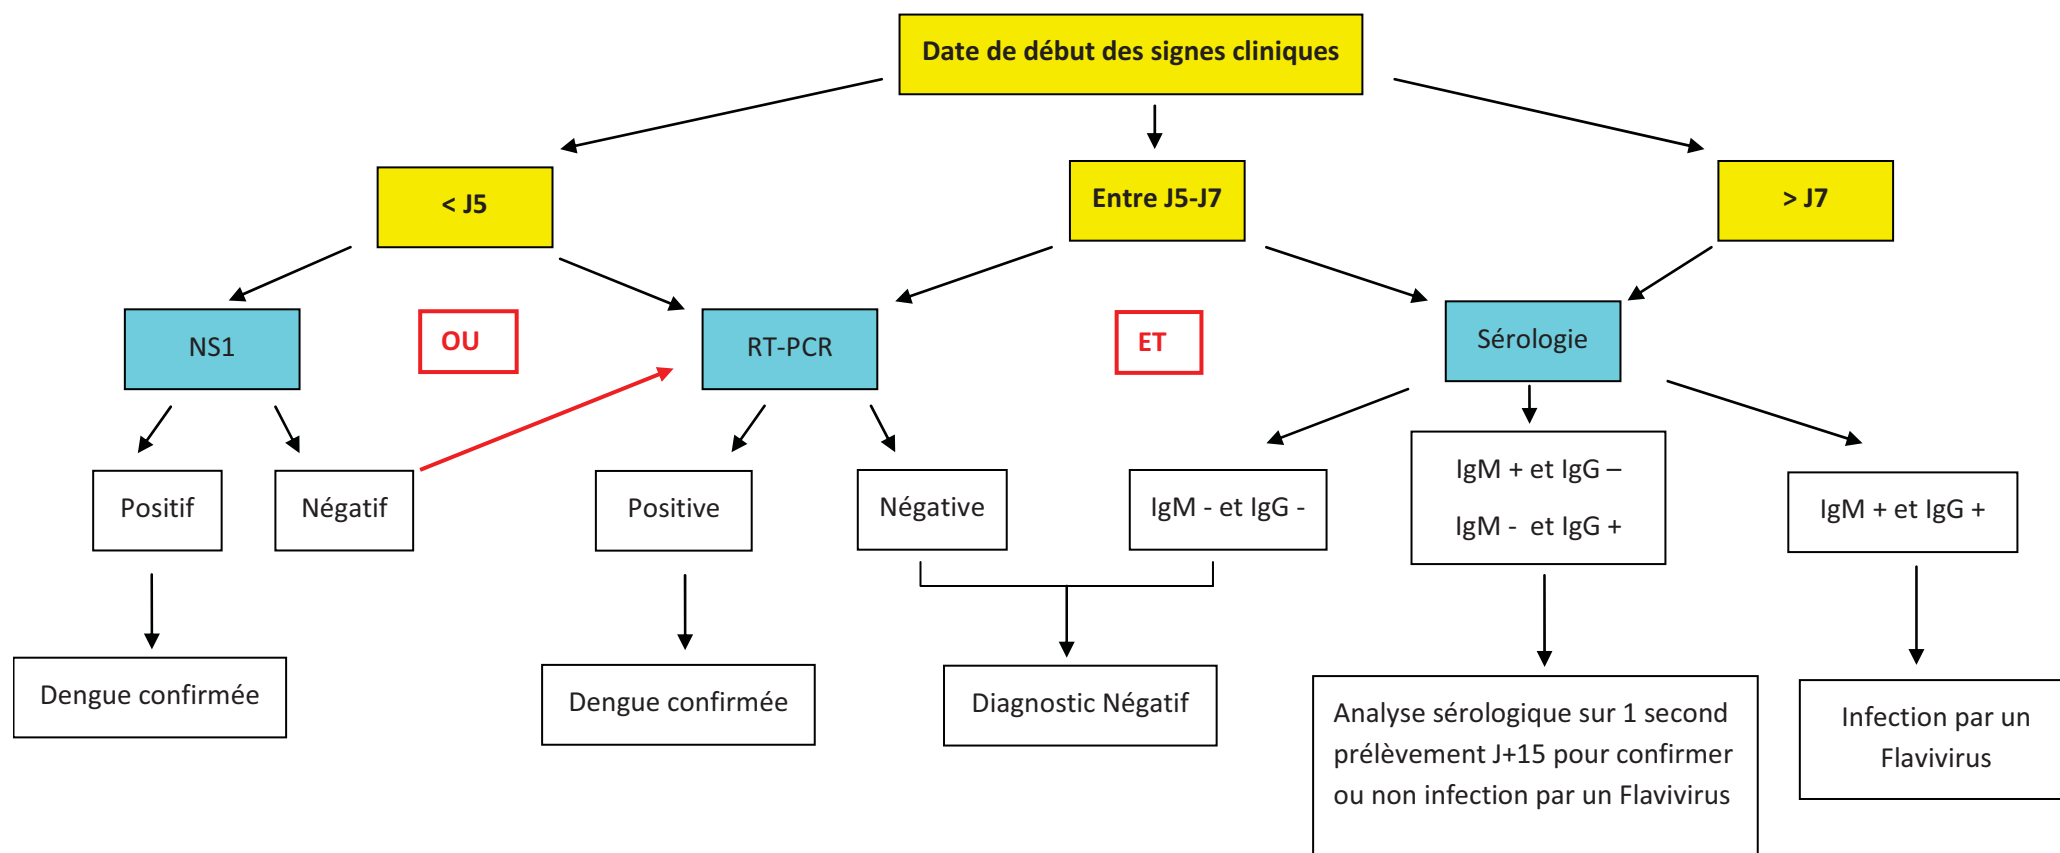 Date de début des signes cliniques
< J5
Entre J5-J7
> J7
NS1
OU
RT-PCR
ET
Sérologie
Positif
Négatif
Positive
Négative
IgM - et IgG -
IgM + et IgG –
IgM - et IgG +
IgM + et IgG +
Dengue confirmée
Dengue confirmée
Diagnostic Négatif
Analyse sérologique sur 1 second
prélèvement J+15 pour confirmer
ou non infection par un Flavivirus
Infection par un
Flavivirus